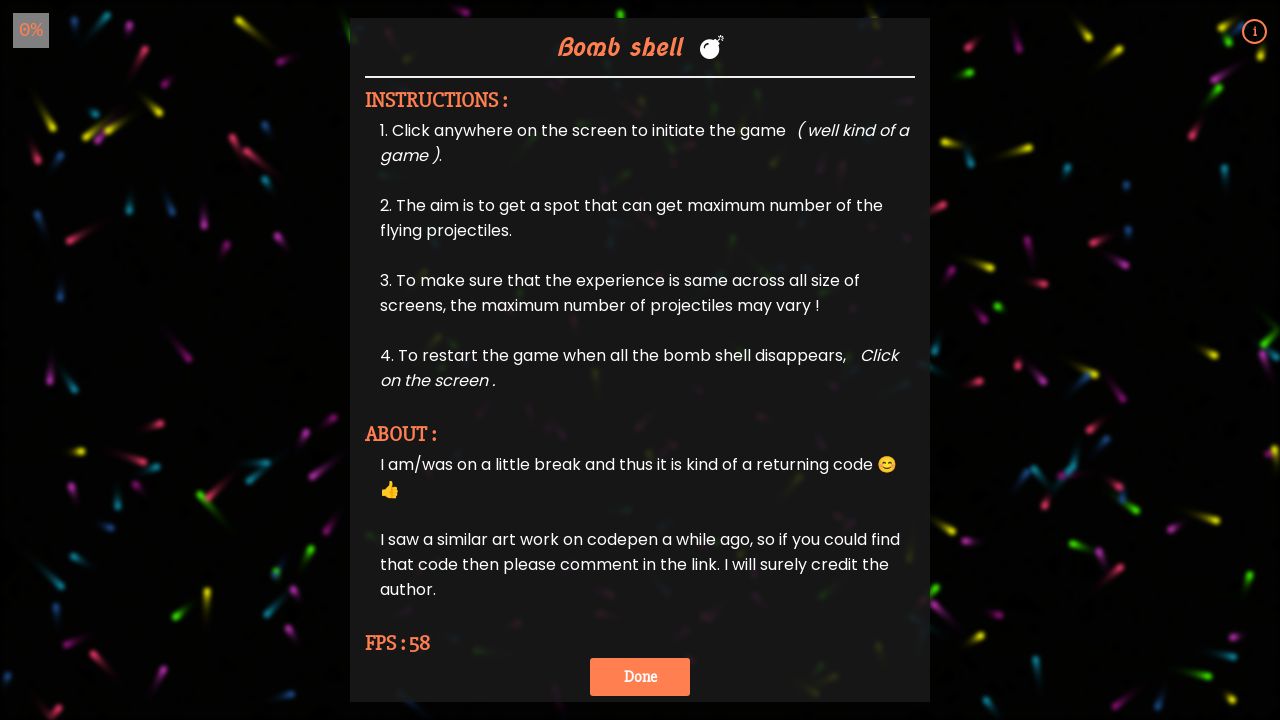 0%
Bomb shell 💣
i
INSTRUCTIONS :
1. Click anywhere on the screen to initiate the game ( well kind of a
game ).
2. The aim is to get a spot that can get maximum number of the
flying projectiles.
3. To make sure that the experience is same across all size of
screens, the maximum number of projectiles may vary !
4. To restart the game when all the bomb shell disappears, Click
on the screen .
ABOUT :
I am/was on a little break and thus it is kind of a returning code 😊
👍
I saw a similar art work on codepen a while ago, so if you could find
that code then please comment in the link. I will surely credit the
author.
FPS : 58
Done